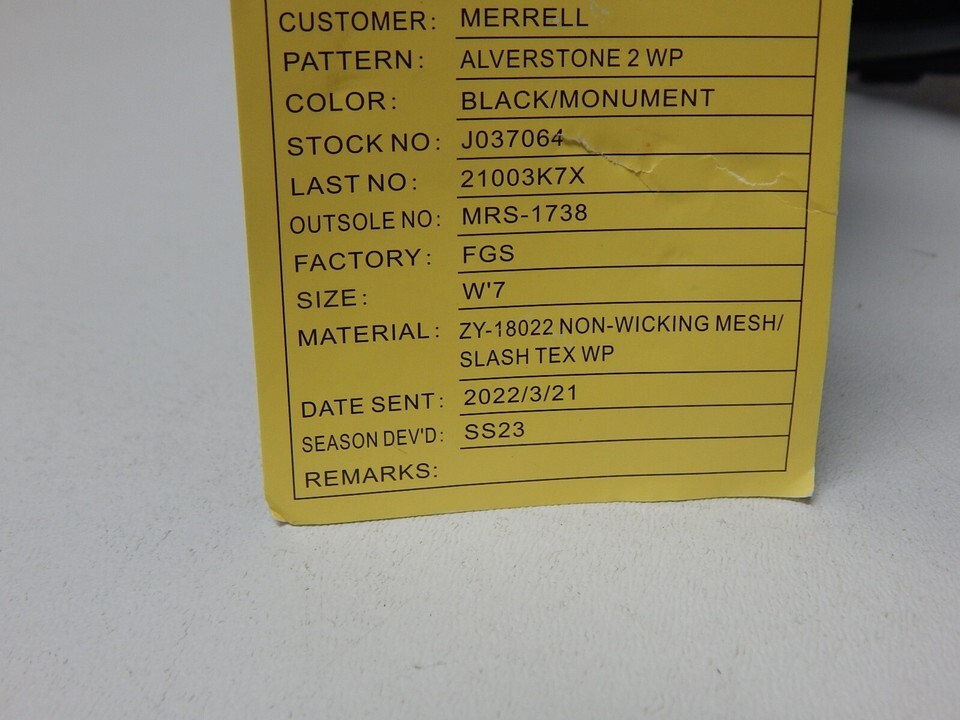 CUSTOMER: MERRELL
PATTERN: ALVERSTONE 2 WP
COLOR: BLACK/MONUMENT
STOCK NO: J037064
LAST NO: 21003K7X
OUTSOLE NO: MRS-1738
FACTORY: FGS
SIZE: W'7
MATERIAL: ZY-18022 NON-WICKING MESH/
SLASH TEX WP
DATE SENT: 2022/3/21
SEASON DEV'D: SS23
REMARKS: